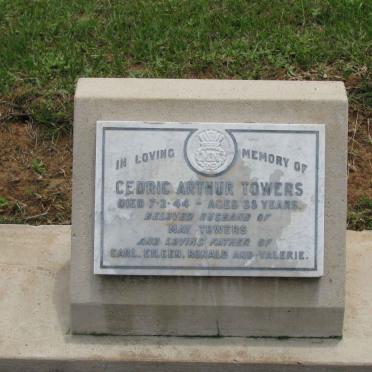 IN LOVING MEMORY OF
CEDRIC ARTHUR TOWERS
DIED 7-2-44 - AGED 38 YEARS.
BELOVED HUSBAND OF
MAY TOWERS
AND LOVING FATHER OF
CARL, EILEEN, RONALD AND VALERIE.